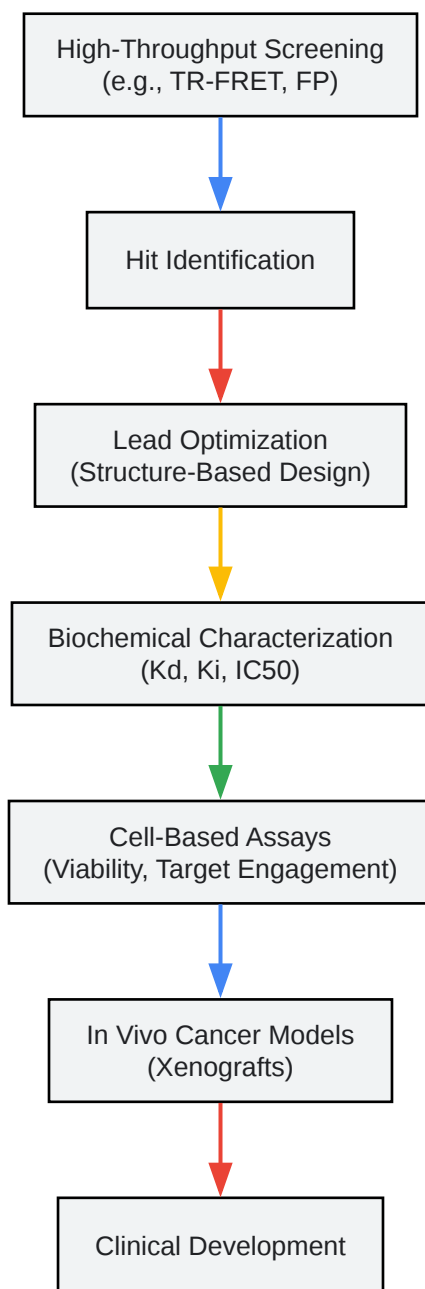 High-Throughput Screening
(e.g., TR-FRET, FP)
Hit Identification
Lead Optimization
(Structure-Based Design)
Biochemical Characterization
(Kd, Ki, IC50)
Cell-Based Assays
(Viability, Target Engagement)
In Vivo Cancer Models
(Xenografts)
Clinical Development